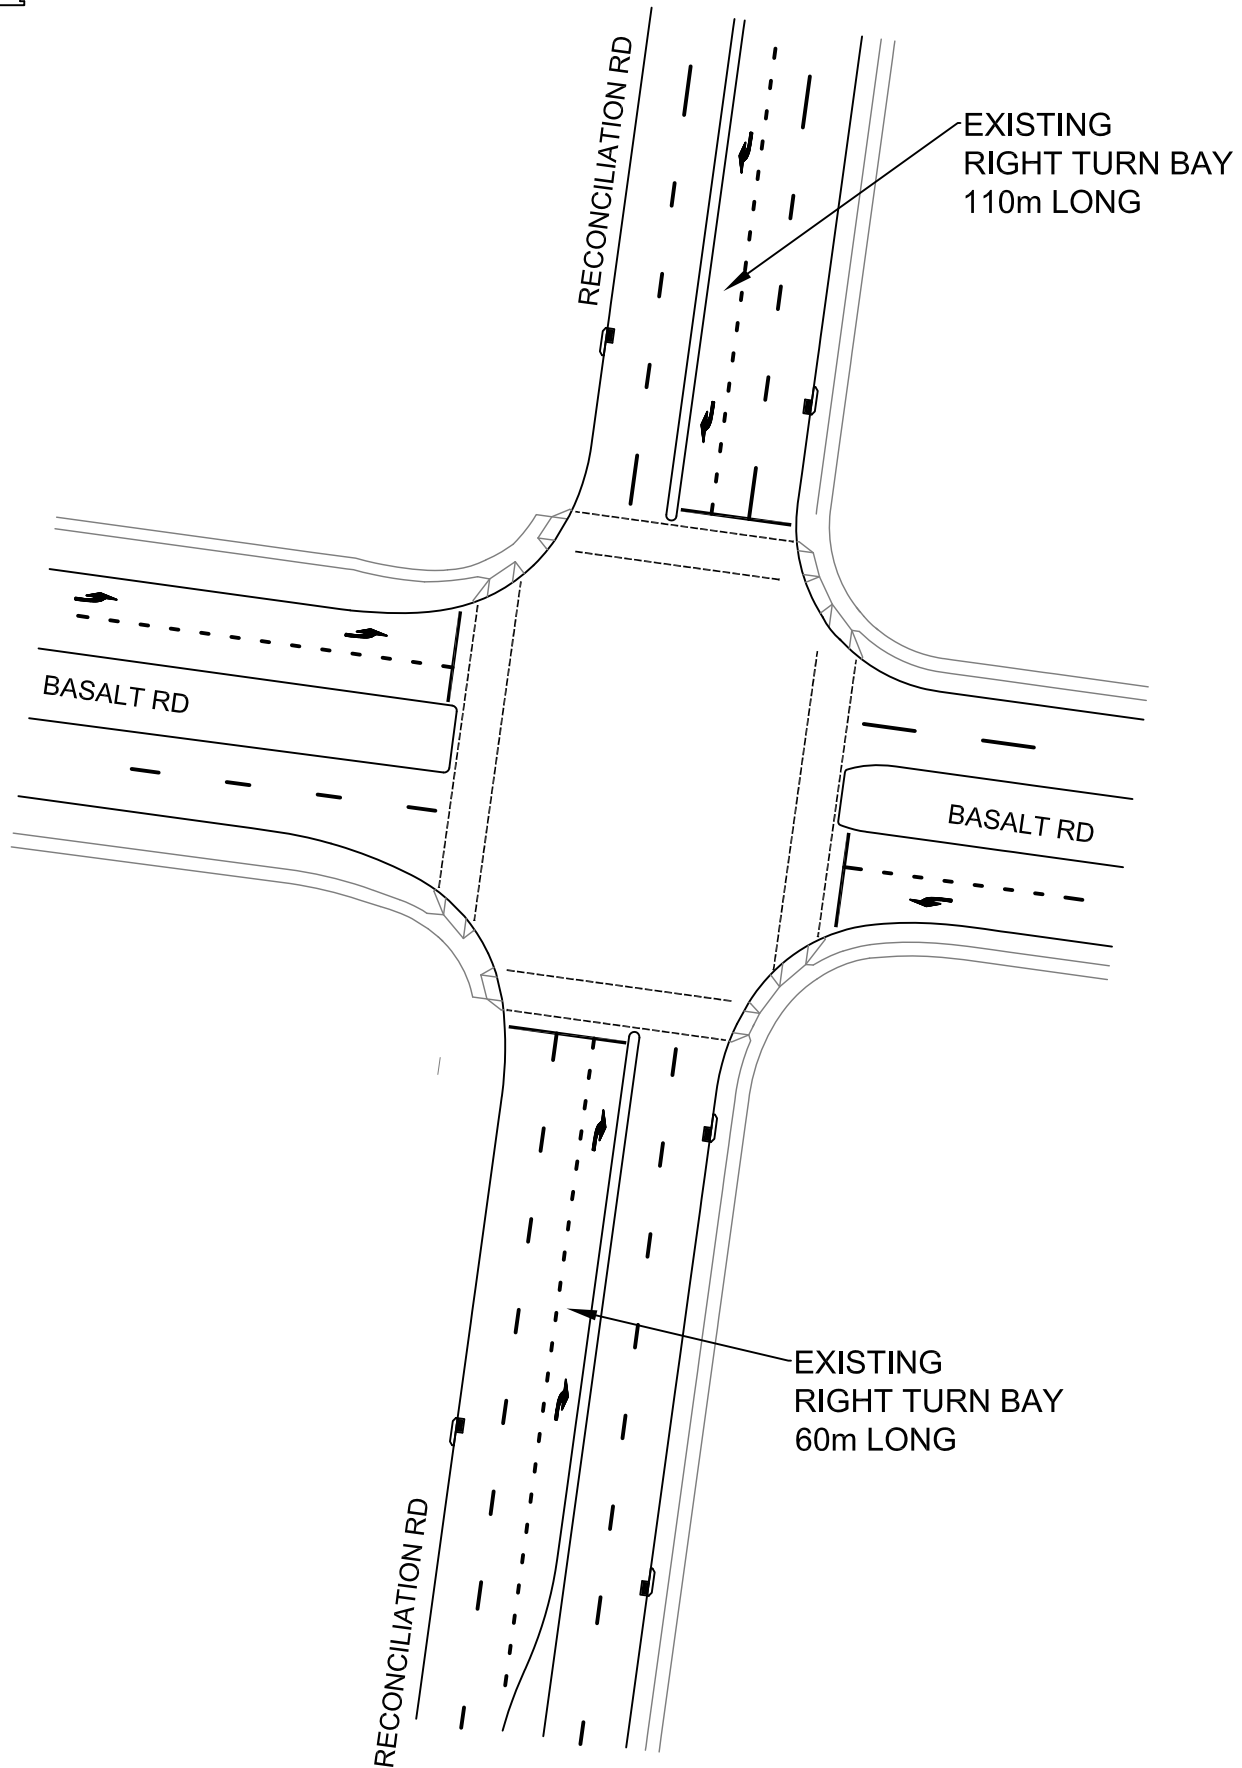 RECONCILIATION RD
EXISTING
RIGHT TURN BAY
110m LONG
BASALT RD
BASALT RD
EXISTING
RIGHT TURN BAY
60m LONG
RECONCILIATION RD